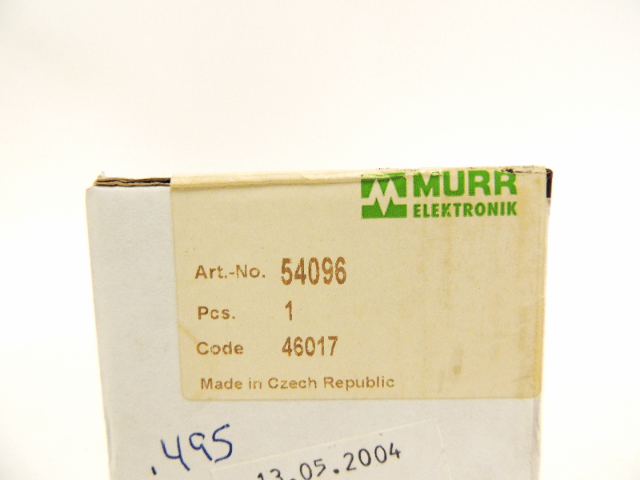 MURR
ELEKTRONIK
Art.-No. 54096
Pcs. 1
Code 46017
Made in Czech Republic
.495
13.05.2004